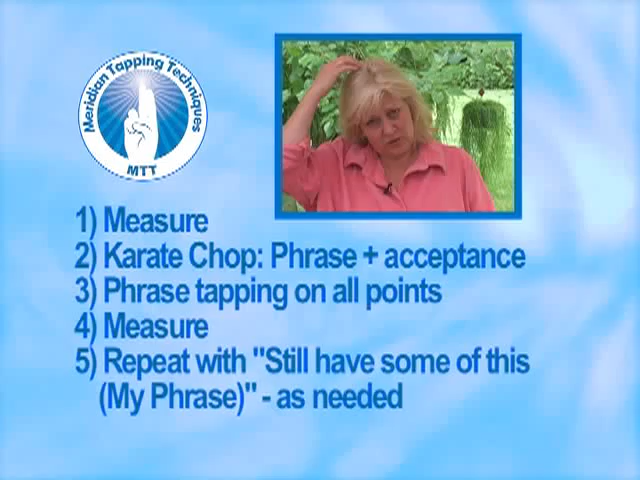 Meridian Tapping Techniques
MTT
1) Measure
2) Karate Chop: Phrase + acceptance
3) Phrase tapping on all points
4) Measure
5) Repeat with "Still have some of this
(My Phrase)" - as needed